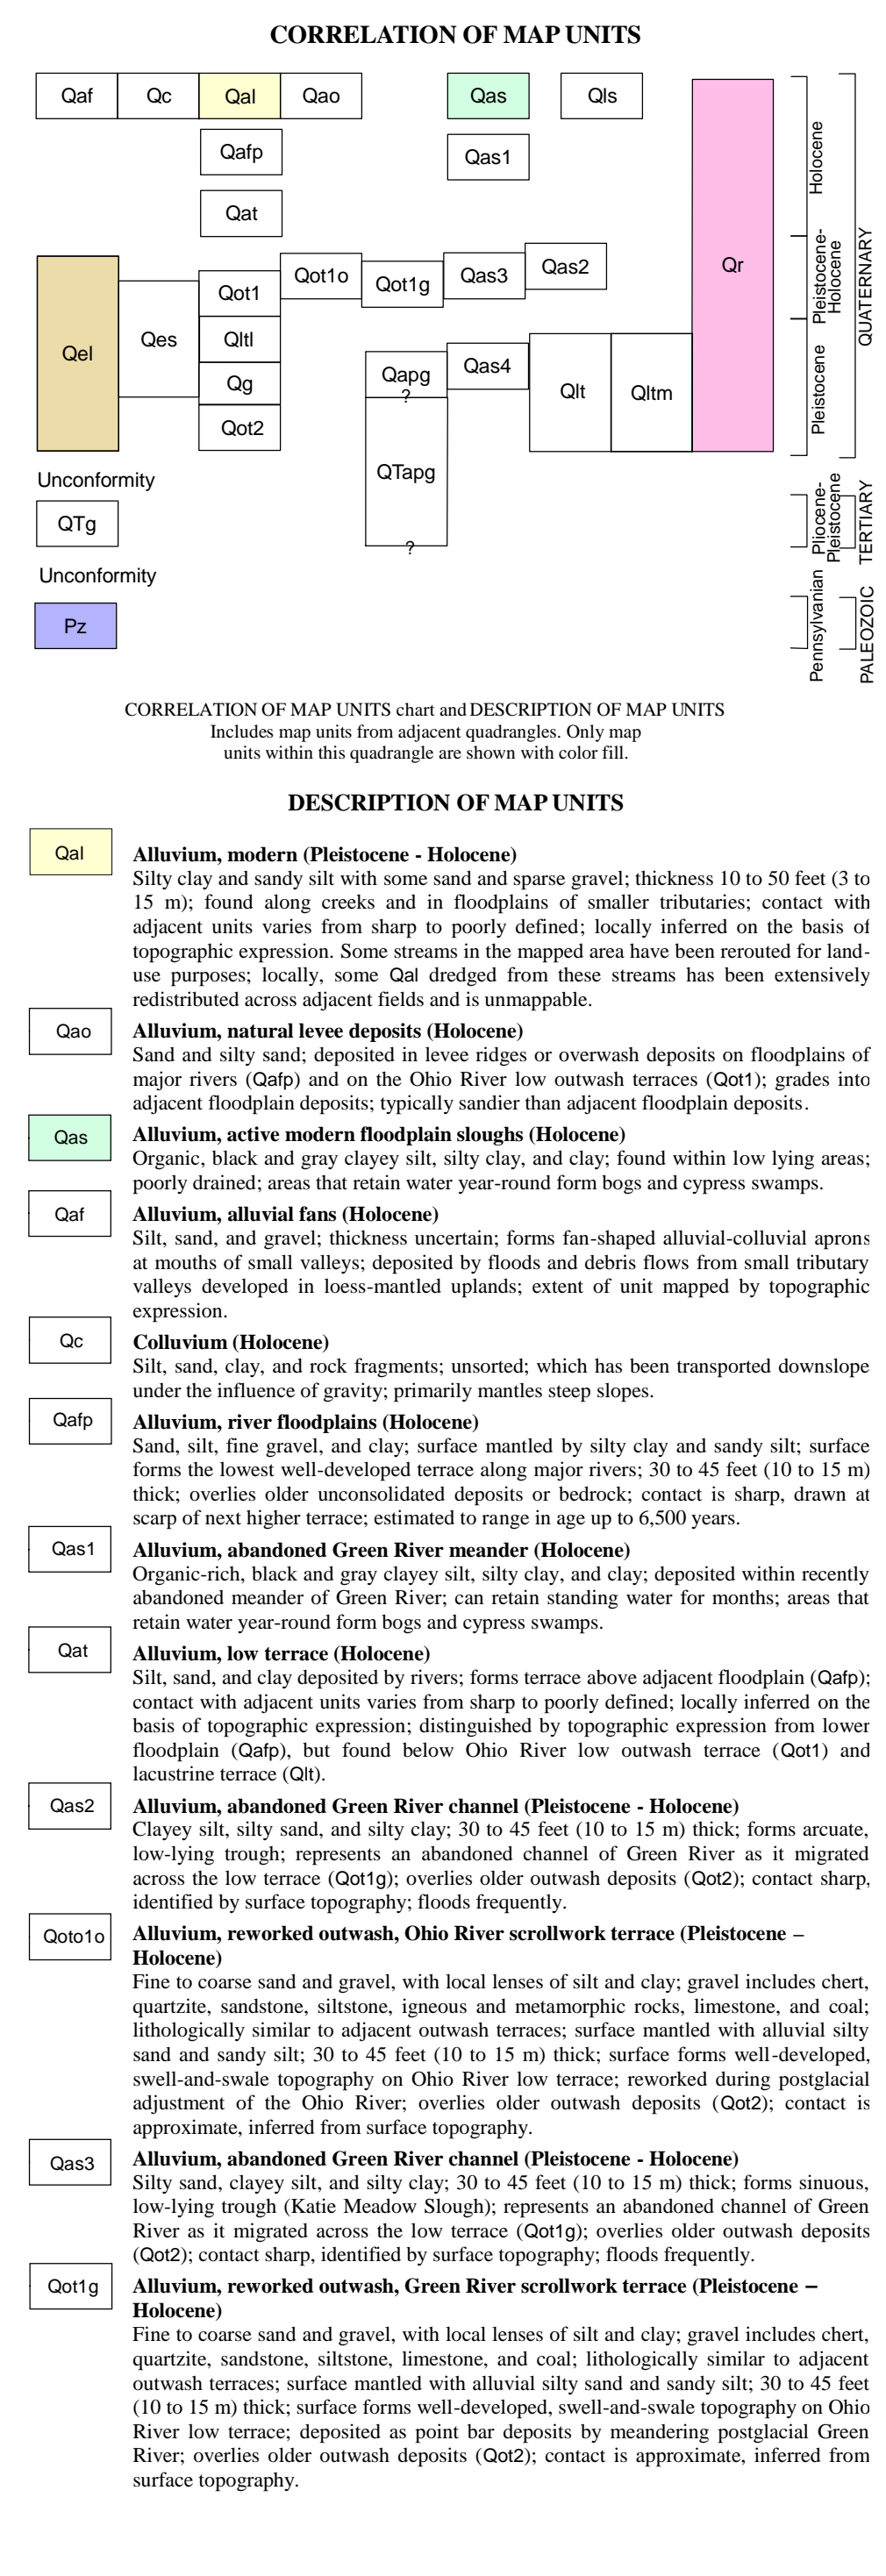 CORRELATION OF MAP UNITS
Qaf
Qc
Qal
Qao
Qas
Qls
Qafp
Qas1
Qat
Qr
Qot1o
Qot1g
Qas3
Qas2
Qel
Qes
Qot1
Qltl
Qg
Qot2
Qapg
?
Qas4
Qlt
Qltm
QTapg
?
Unconformity
QTg
Unconformity
Pz
Holocene
Pleistocene-
Holocene
Pleistocene
QUATERNARY
Pliocene-
Pleistocene
TERTIARY
Pennsylvanian
PALEOZOIC
CORRELATION OF MAP UNITS chart and DESCRIPTION OF MAP UNITS
Includes map units from adjacent quadrangles. Only map
units within this quadrangle are shown with color fill.
DESCRIPTION OF MAP UNITS
Qal
Alluvium, modern (Pleistocene - Holocene)
Silty clay and sandy silt with some sand and sparse gravel; thickness 10 to 50 feet (3 to
15 m); found along creeks and in floodplains of smaller tributaries; contact with
adjacent units varies from sharp to poorly defined; locally inferred on the basis of
topographic expression. Some streams in the mapped area have been rerouted for land-
use purposes; locally, some Qal dredged from these streams has been extensively
redistributed across adjacent fields and is unmappable.
Qao
Alluvium, natural levee deposits (Holocene)
Sand and silty sand; deposited in levee ridges or overwash deposits on floodplains of
major rivers (Qafp) and on the Ohio River low outwash terraces (Qot1); grades into
adjacent floodplain deposits; typically sandier than adjacent floodplain deposits.
Qas
Alluvium, active modern floodplain sloughs (Holocene)
Organic, black and gray clayey silt, silty clay, and clay; found within low lying areas;
poorly drained; areas that retain water year-round form bogs and cypress swamps.
Qaf
Alluvium, alluvial fans (Holocene)
Silt, sand, and gravel; thickness uncertain; forms fan-shaped alluvial-colluvial aprons
at mouths of small valleys; deposited by floods and debris flows from small tributary
valleys developed in loess-mantled uplands; extent of unit mapped by topographic
expression.
Qc
Colluvium (Holocene)
Silt, sand, clay, and rock fragments; unsorted; which has been transported downslope
under the influence of gravity; primarily mantles steep slopes.
Qafp
Alluvium, river floodplains (Holocene)
Sand, silt, fine gravel, and clay; surface mantled by silty clay and sandy silt; surface
forms the lowest well-developed terrace along major rivers; 30 to 45 feet (10 to 15 m)
thick; overlies older unconsolidated deposits or bedrock; contact is sharp, drawn at
scarp of next higher terrace; estimated to range in age up to 6,500 years.
Qas1
Alluvium, abandoned Green River meander (Holocene)
Organic-rich, black and gray clayey silt, silty clay, and clay; deposited within recently
abandoned meander of Green River; can retain standing water for months; areas that
retain water year-round form bogs and cypress swamps.
Qat
Alluvium, low terrace (Holocene)
Silt, sand, and clay deposited by rivers; forms terrace above adjacent floodplain (Qafp);
contact with adjacent units varies from sharp to poorly defined; locally inferred on the
basis of topographic expression; distinguished by topographic expression from lower
floodplain (Qafp), but found below Ohio River low outwash terrace (Qot1) and
lacustrine terrace (Qlt).
Qas2
Alluvium, abandoned Green River channel (Pleistocene - Holocene)
Clayey silt, silty sand, and silty clay; 30 to 45 feet (10 to 15 m) thick; forms arcuate,
low-lying trough; represents an abandoned channel of Green River as it migrated
across the low terrace (Qot1g); overlies older outwash deposits (Qot2); contact sharp,
identified by surface topography; floods frequently.
Qoto1o
Alluvium, reworked outwash, Ohio River scrollwork terrace (Pleistocene –
Holocene)
Fine to coarse sand and gravel, with local lenses of silt and clay; gravel includes chert,
quartzite, sandstone, siltstone, igneous and metamorphic rocks, limestone, and coal;
lithologically similar to adjacent outwash terraces; surface mantled with alluvial silty
sand and sandy silt; 30 to 45 feet (10 to 15 m) thick; surface forms well-developed,
swell-and-swale topography on Ohio River low terrace; reworked during postglacial
adjustment of the Ohio River; overlies older outwash deposits (Qot2); contact is
approximate, inferred from surface topography.
Qas3
Alluvium, abandoned Green River channel (Pleistocene - Holocene)
Silty sand, clayey silt, and silty clay; 30 to 45 feet (10 to 15 m) thick; forms sinuous,
low-lying trough (Katie Meadow Slough); represents an abandoned channel of Green
River as it migrated across the low terrace (Qot1g); overlies older outwash deposits
(Qot2); contact sharp, identified by surface topography; floods frequently.
Qot1g
Alluvium, reworked outwash, Green River scrollwork terrace (Pleistocene –
Holocene)
Fine to coarse sand and gravel, with local lenses of silt and clay; gravel includes chert,
quartzite, sandstone, siltstone, limestone, and coal; lithologically similar to adjacent
outwash terraces; surface mantled with alluvial silty sand and sandy silt; 30 to 45 feet
(10 to 15 m) thick; surface forms well-developed, swell-and-swale topography on Ohio
River low terrace; deposited as point bar deposits by meandering postglacial Green
River; overlies older outwash deposits (Qot2); contact is approximate, inferred from
surface topography.